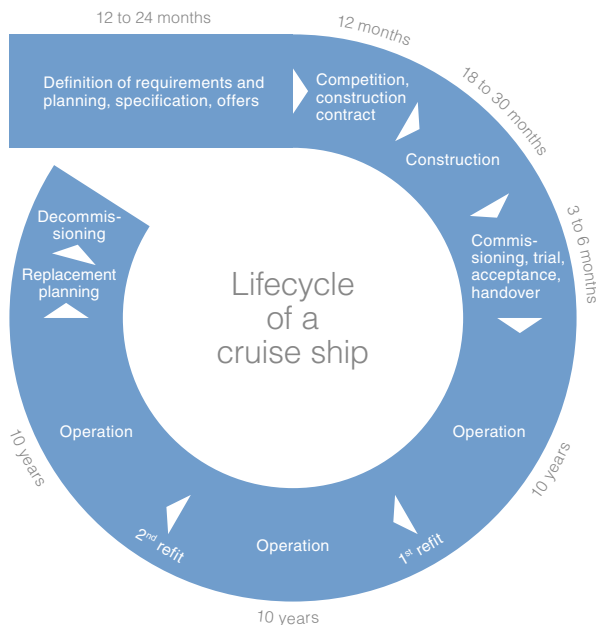 12 to 24 months
Definition of requirements and
planning, specification, offers
12 months
Competition,
construction
contract
18 to 30 months
Construction
3 to 6 months
Commis-
sioning, trial,
acceptance,
handover
Operation
10 years
1st refit
Operation
10 years
2nd refit
Operation
10 years
Replacement
planning
Decommis-
sioning
Lifecycle
of a
cruise ship